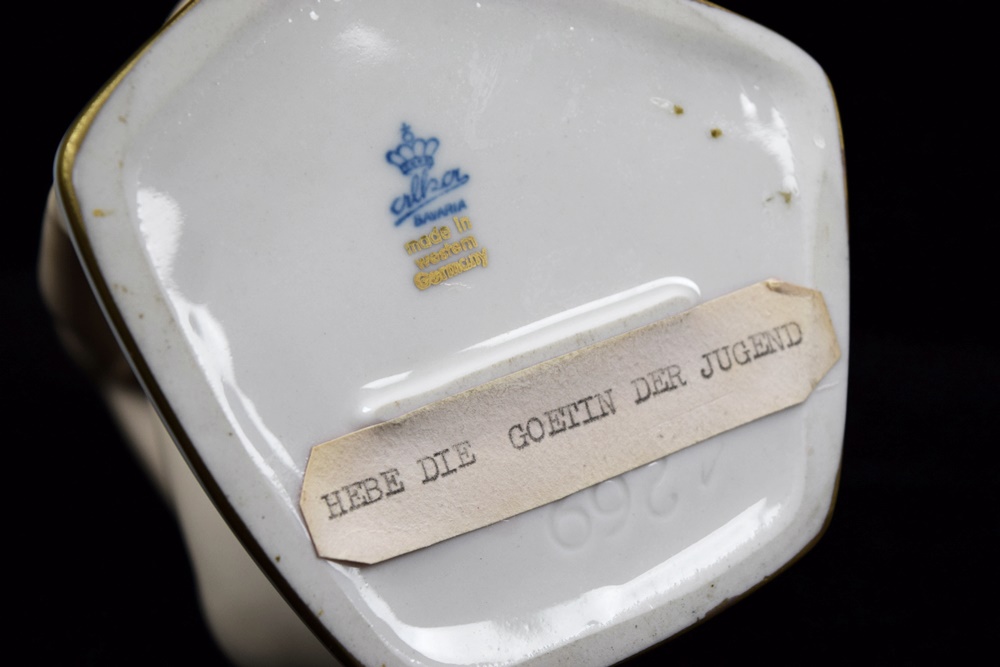 alka
BAVARIA
made in
western
Germany
HEBE DIE GOETIN DER JUGEND